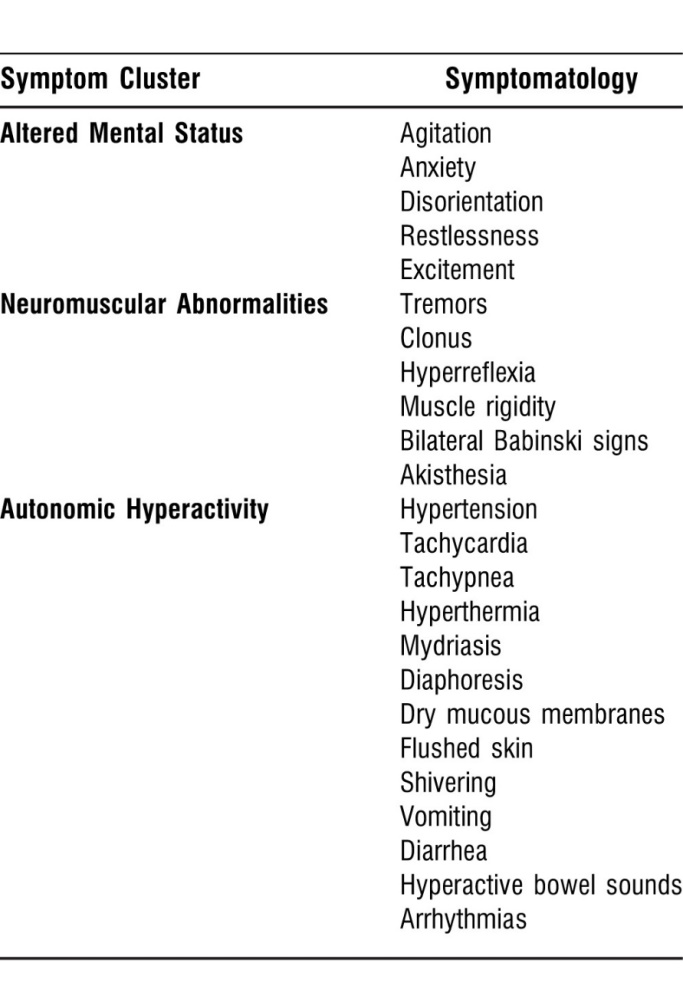 Symptom Cluster Symptomatology
Altered Mental Status Agitation
Anxiety
Disorientation
Restlessness
Excitement
Neuromuscular Abnormalities Tremors
Clonus
Hyperreflexia
Muscle rigidity
Bilateral Babinski signs
Akisthesia
Autonomic Hyperactivity Hypertension
Tachycardia
Tachypnea
Hyperthermia
Mydriasis
Diaphoresis
Dry mucous membranes
Flushed skin
Shivering
Vomiting
Diarrhea
Hyperactive bowel sounds
Arrhythmias